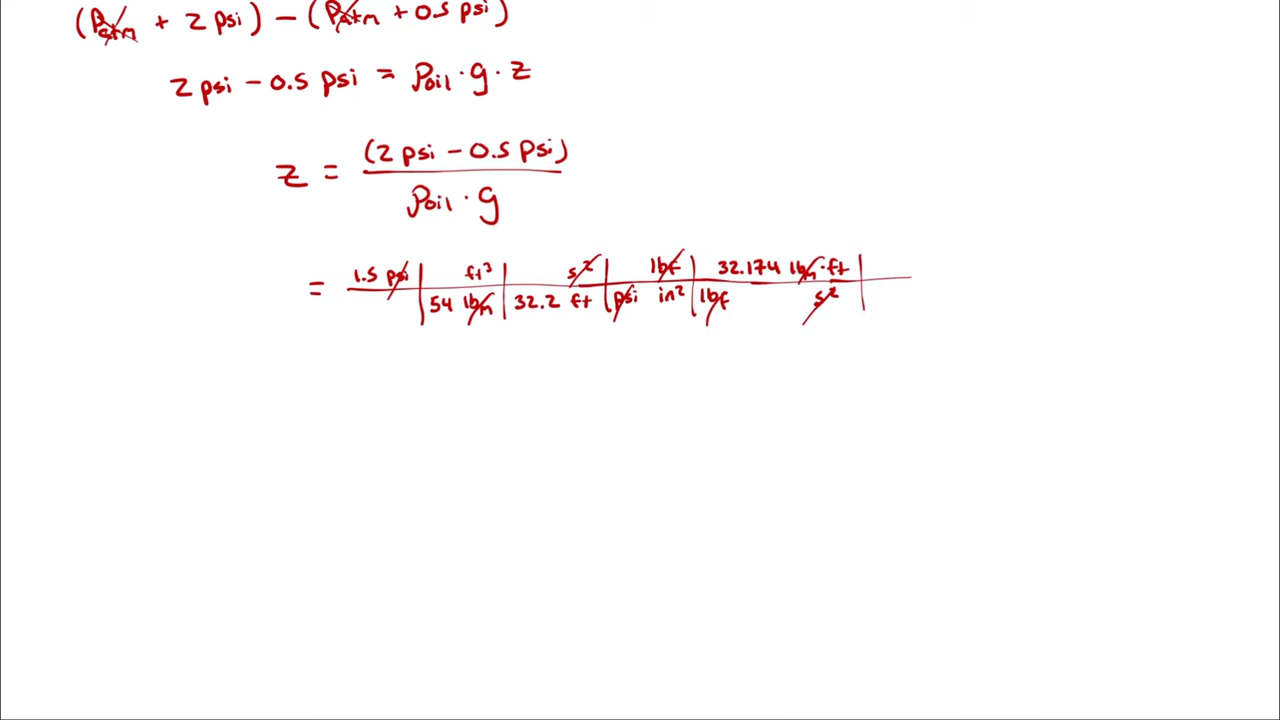 (Patm + 2 psi) - (Patm + 0.5 psi)
2 psi - 0.5 psi = ρoil · g · z
z = (2 psi - 0.5 psi)
ρoil · g
= 1.5 psi | ft³ | s² | lbf | 32.174 lbm · ft |
54 lbm | 32.2 ft | psi in² | lbf s²